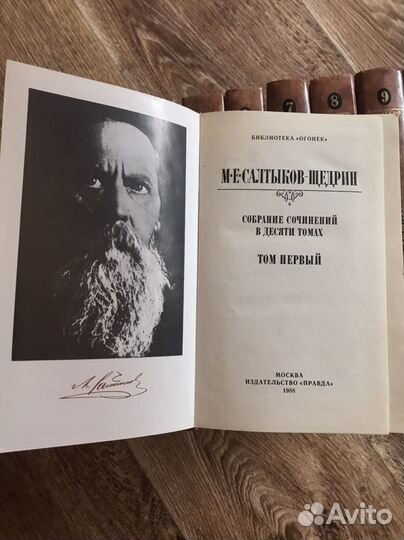 7
8
9
БИБЛИОТЕКА «ОГОНЕК»
М·Е·САЛТЫКОВ-ЩЕДРИН
СОБРАНИЕ СОЧИНЕНИЙ
В ДЕСЯТИ ТОМАХ
ТОМ ПЕРВЫЙ
МОСКВА
ИЗДАТЕЛЬСТВО «ПРАВДА»
1988
Avito